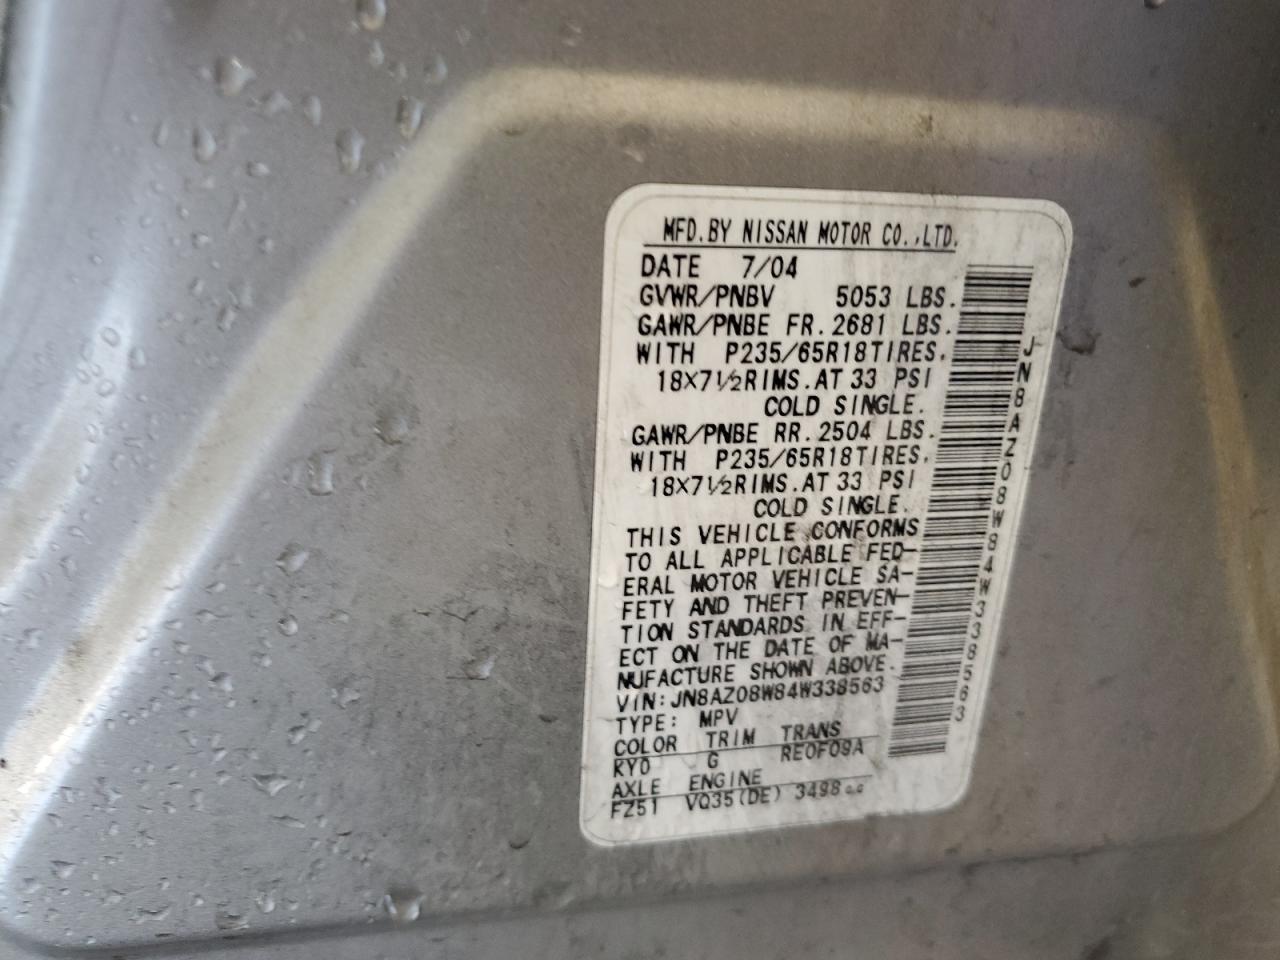 MFD.BY NISSAN MOTOR CO.,LTD.
DATE 7/04
GVWR/PNBV 5053 LBS.
GAWR/PNBE FR. 2681 LBS.
WITH P235/65R18TIRES.
18X7½RIMS.AT 33 PSI
COLD SINGLE.
GAWR/PNBE RR. 2504 LBS.
WITH P235/65R18TIRES.
18X7½RIMS.AT 33 PSI
COLD SINGLE.
THIS VEHICLE CONFORMS
TO ALL APPLICABLE FED-
ERAL MOTOR VEHICLE SA-
FETY AND THEFT PREVEN-
TION STANDARDS IN EFF-
ECT ON THE DATE OF MA-
NUFACTURE SHOWN ABOVE.
VIN:JN8AZ08W84W338563
TYPE: MPV
COLOR TRIM TRANS
KY0 G RE0F09A
AXLE ENGINE
FZ51 VQ35(DE) 3498 c.c
JN8AZ08W84W338563